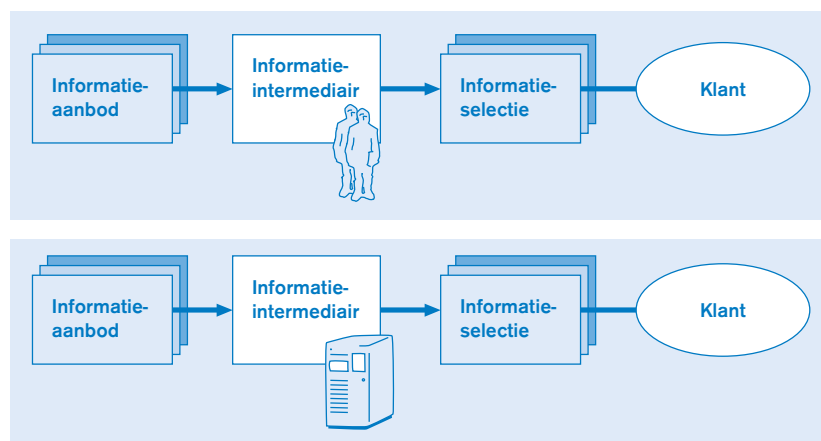 Informatie-
aanbod
Informatie-
intermediair
Informatie-
selectie
Klant
Informatie-
aanbod
Informatie-
intermediair
Informatie-
selectie
Klant